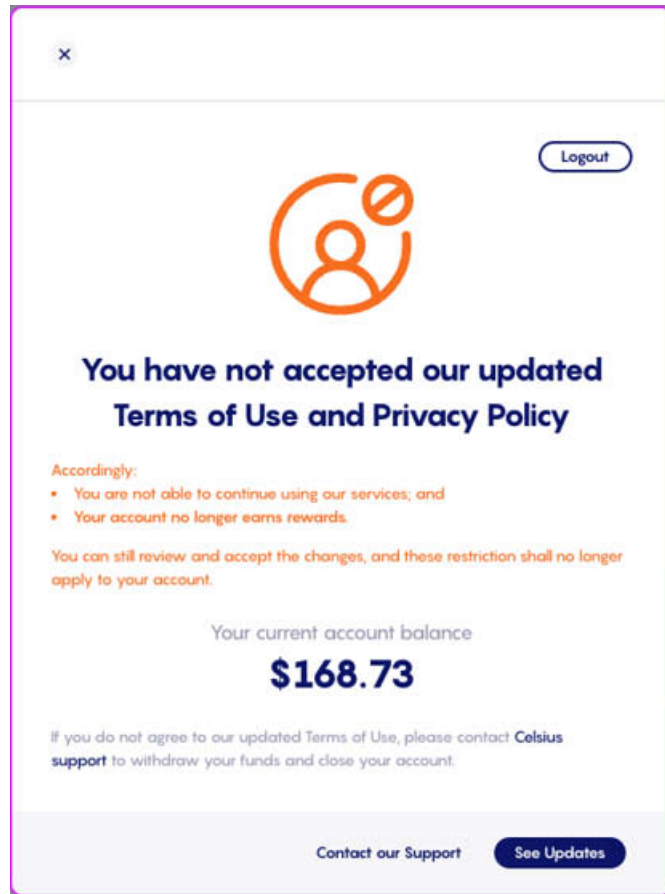 Logout
You have not accepted our updated
Terms of Use and Privacy Policy
Accordingly:
• You are not able to continue using our services; and
• Your account no longer earns rewards.
You can still review and accept the changes, and these restriction shall no longer
apply to your account.
Your current account balance
$168.73
If you do not agree to our updated Terms of Use, please contact Celsius
support to withdraw your funds and close your account.
Contact our Support
See Updates